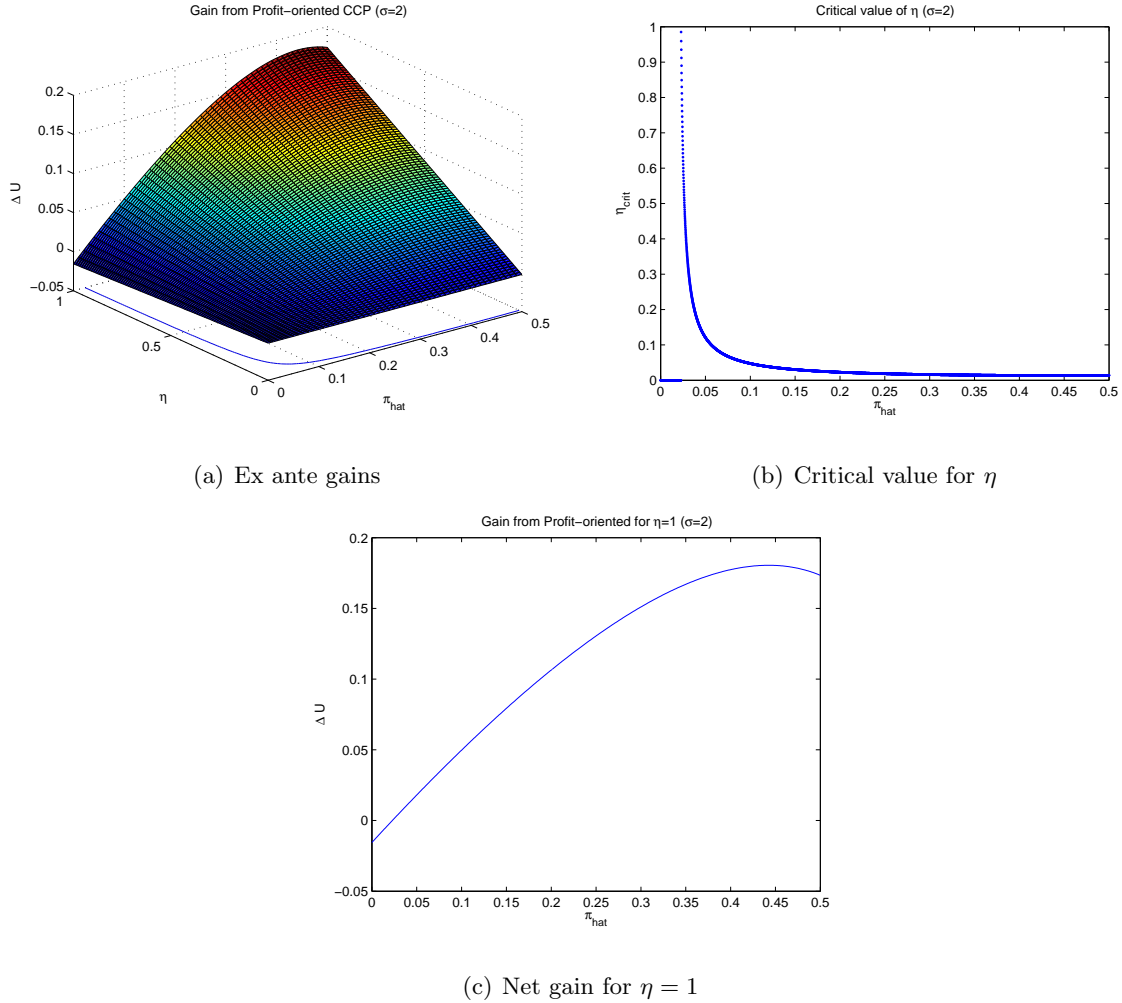 Gain from Profit−oriented CCP (σ=2)
0.2
0.15
0.1
0.05
0
−0.05
Δ U
1
0.5
0
η
0
0.1
0.2
0.3
0.4
0.5
π_hat
(a) Ex ante gains
Critical value of η (σ=2)
1
0.9
0.8
0.7
0.6
0.5
0.4
0.3
0.2
0.1
0
η_crit
0 0.05 0.1 0.15 0.2 0.25 0.3 0.35 0.4 0.45 0.5
π_hat
(b) Critical value for η
Gain from Profit−oriented for η=1 (σ=2)
0.2
0.15
0.1
0.05
0
−0.05
Δ U
0 0.05 0.1 0.15 0.2 0.25 0.3 0.35 0.4 0.45 0.5
π_hat
(c) Net gain for η = 1